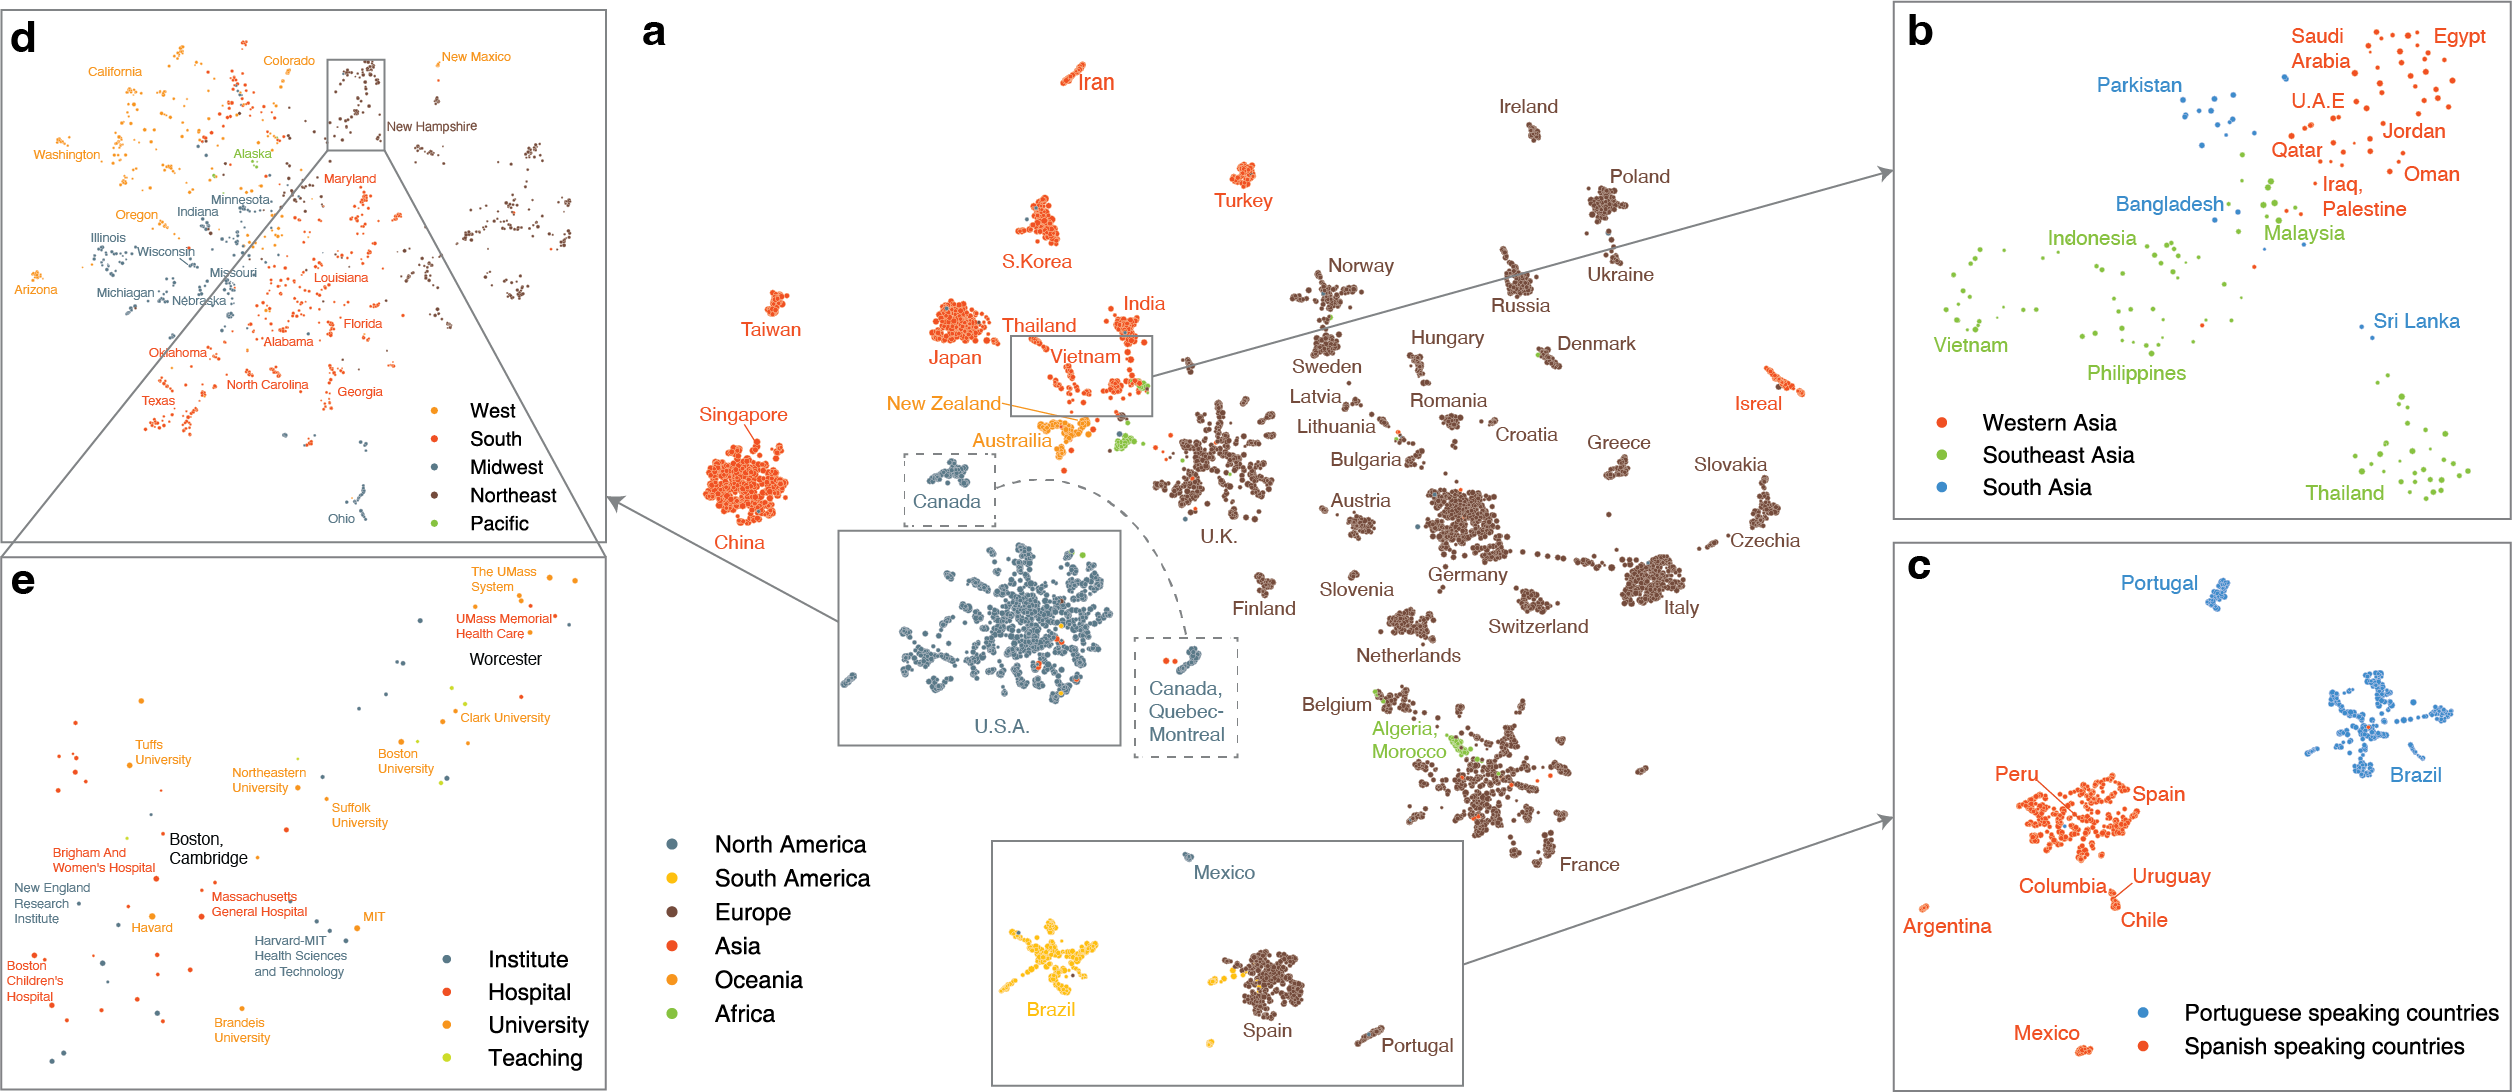 d
California
Colorado
New Maxico
New Hampshire
Washington
Alaska
Maryland
Minnesota
Indiana
Oregon
Illinois
Wisconsin
Missouri
Louisiana
Arizona
Michiagan
Nebraska
Florida
Alabama
Oklahoma
North Carolina
Georgia
Texas
Ohio
West
South
Midwest
Northeast
Pacific
e
The UMass
System
UMass Memorial
Health Care
Worcester
Clark University
Tuffs
University
Boston
University
Northeastern
University
Suffolk
University
Boston,
Cambridge
Brigham And
Women's Hospital
New England
Research
Institute
Massachusetts
General Hospital
Havard
MIT
Harvard-MIT
Health Sciences
and Technology
Boston
Children's
Hospital
Brandeis
University
Institute
Hospital
University
Teaching
a
Iran
Ireland
Turkey
Poland
S.Korea
Ukraine
Norway
Russia
Taiwan
India
Thailand
Japan
Vietnam
Sweden
Hungary
Denmark
New Zealand
Latvia
Romania
Isreal
Singapore
Austrailia
Lithuania
Croatia
Greece
Bulgaria
Slovakia
Canada
Austria
China
U.K.
Czechia
Germany
Slovenia
Finland
Italy
Switzerland
Netherlands
Canada,
Quebec-
Montreal
U.S.A.
Belgium
Algeria,
Morocco
France
North America
South America
Europe
Asia
Oceania
Africa
Mexico
Brazil
Spain
Portugal
b
Saudi
Arabia
Egypt
Parkistan
U.A.E
Jordan
Qatar
Oman
Iraq,
Palestine
Bangladesh
Malaysia
Indonesia
Vietnam
Sri Lanka
Philippines
Thailand
Western Asia
Southeast Asia
South Asia
c
Portugal
Brazil
Peru
Spain
Columbia
Uruguay
Chile
Argentina
Mexico
Portuguese speaking countries
Spanish speaking countries